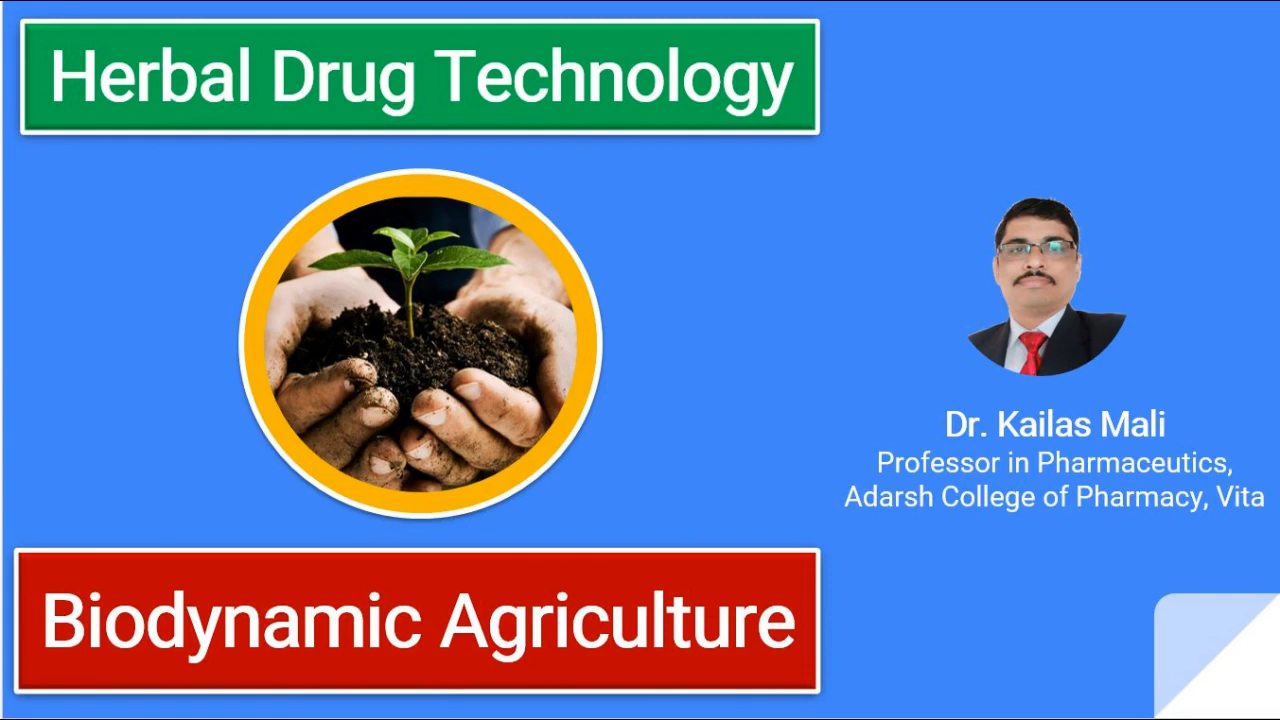 Herbal Drug Technology
Dr. Kailas Mali
Professor in Pharmaceutics,
Adarsh College of Pharmacy, Vita
Biodynamic Agriculture